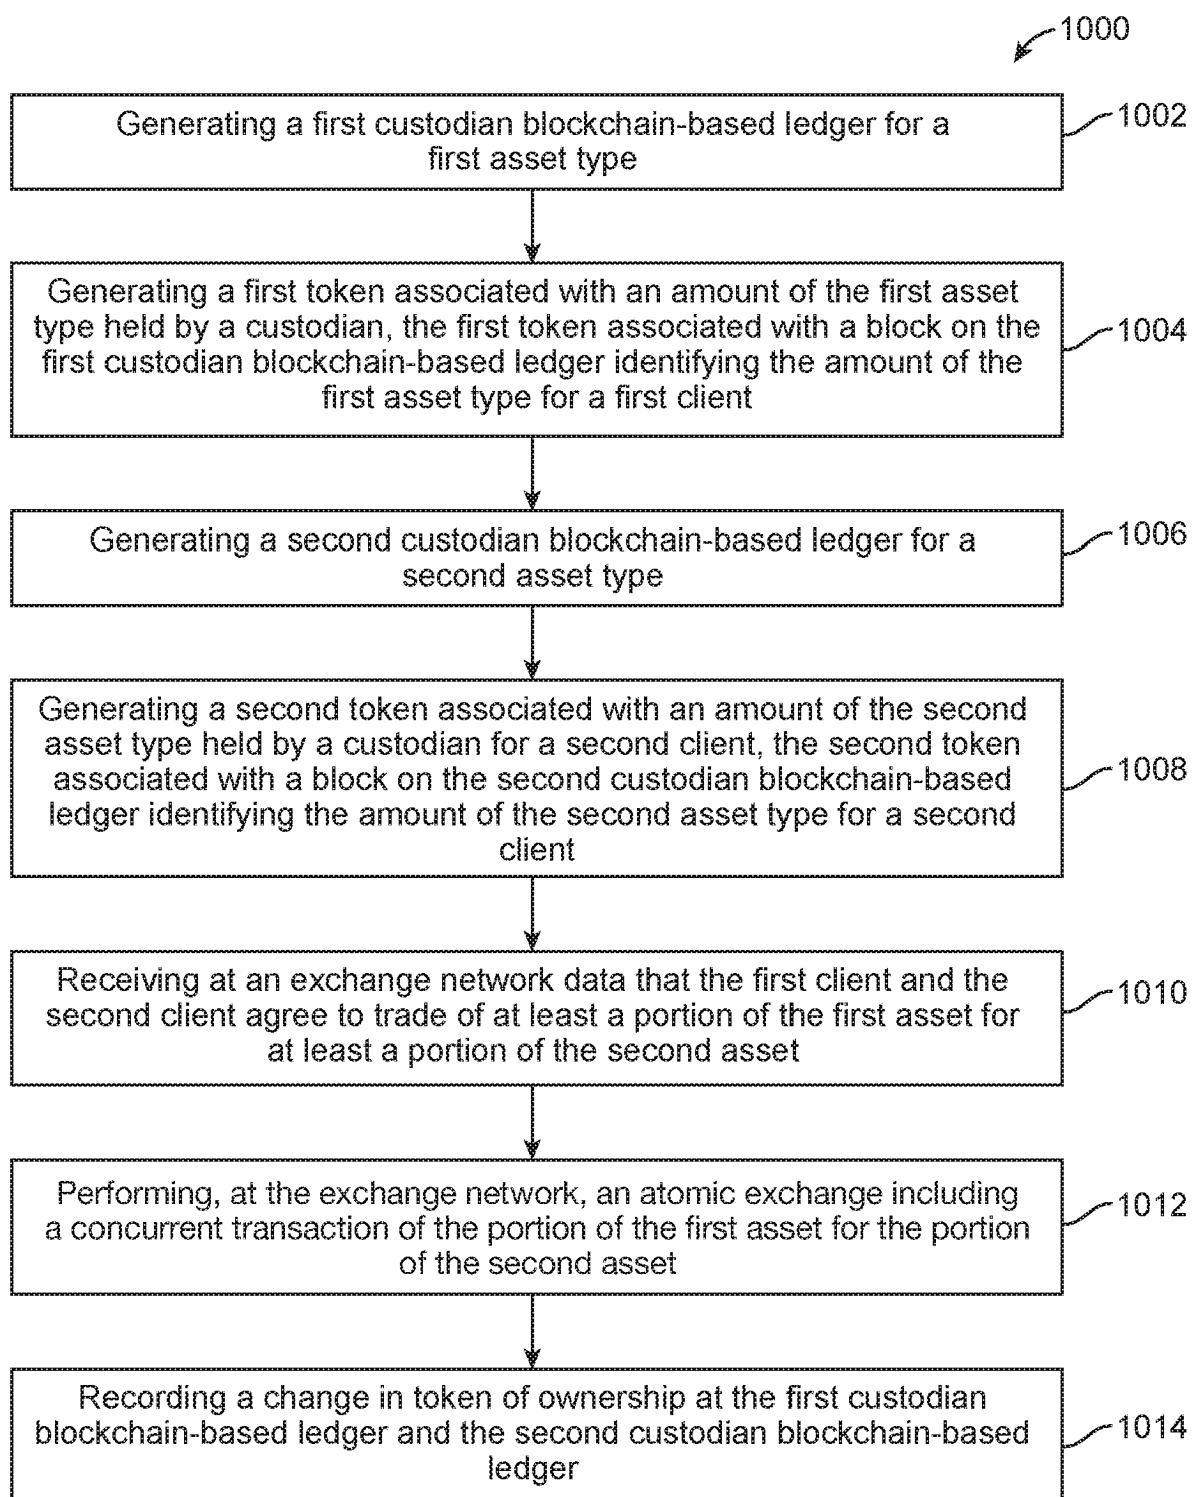 1000
Generating a first custodian blockchain-based ledger for a
first asset type
1002
Generating a first token associated with an amount of the first asset
type held by a custodian, the first token associated with a block on the
first custodian blockchain-based ledger identifying the amount of the
first asset type for a first client
1004
Generating a second custodian blockchain-based ledger for a
second asset type
1006
Generating a second token associated with an amount of the second
asset type held by a custodian for a second client, the second token
associated with a block on the second custodian blockchain-based
ledger identifying the amount of the second asset type for a second
client
1008
Receiving at an exchange network data that the first client and the
second client agree to trade of at least a portion of the first asset for
at least a portion of the second asset
1010
Performing, at the exchange network, an atomic exchange including
a concurrent transaction of the portion of the first asset for the portion
of the second asset
1012
Recording a change in token of ownership at the first custodian
blockchain-based ledger and the second custodian blockchain-based
ledger
1014